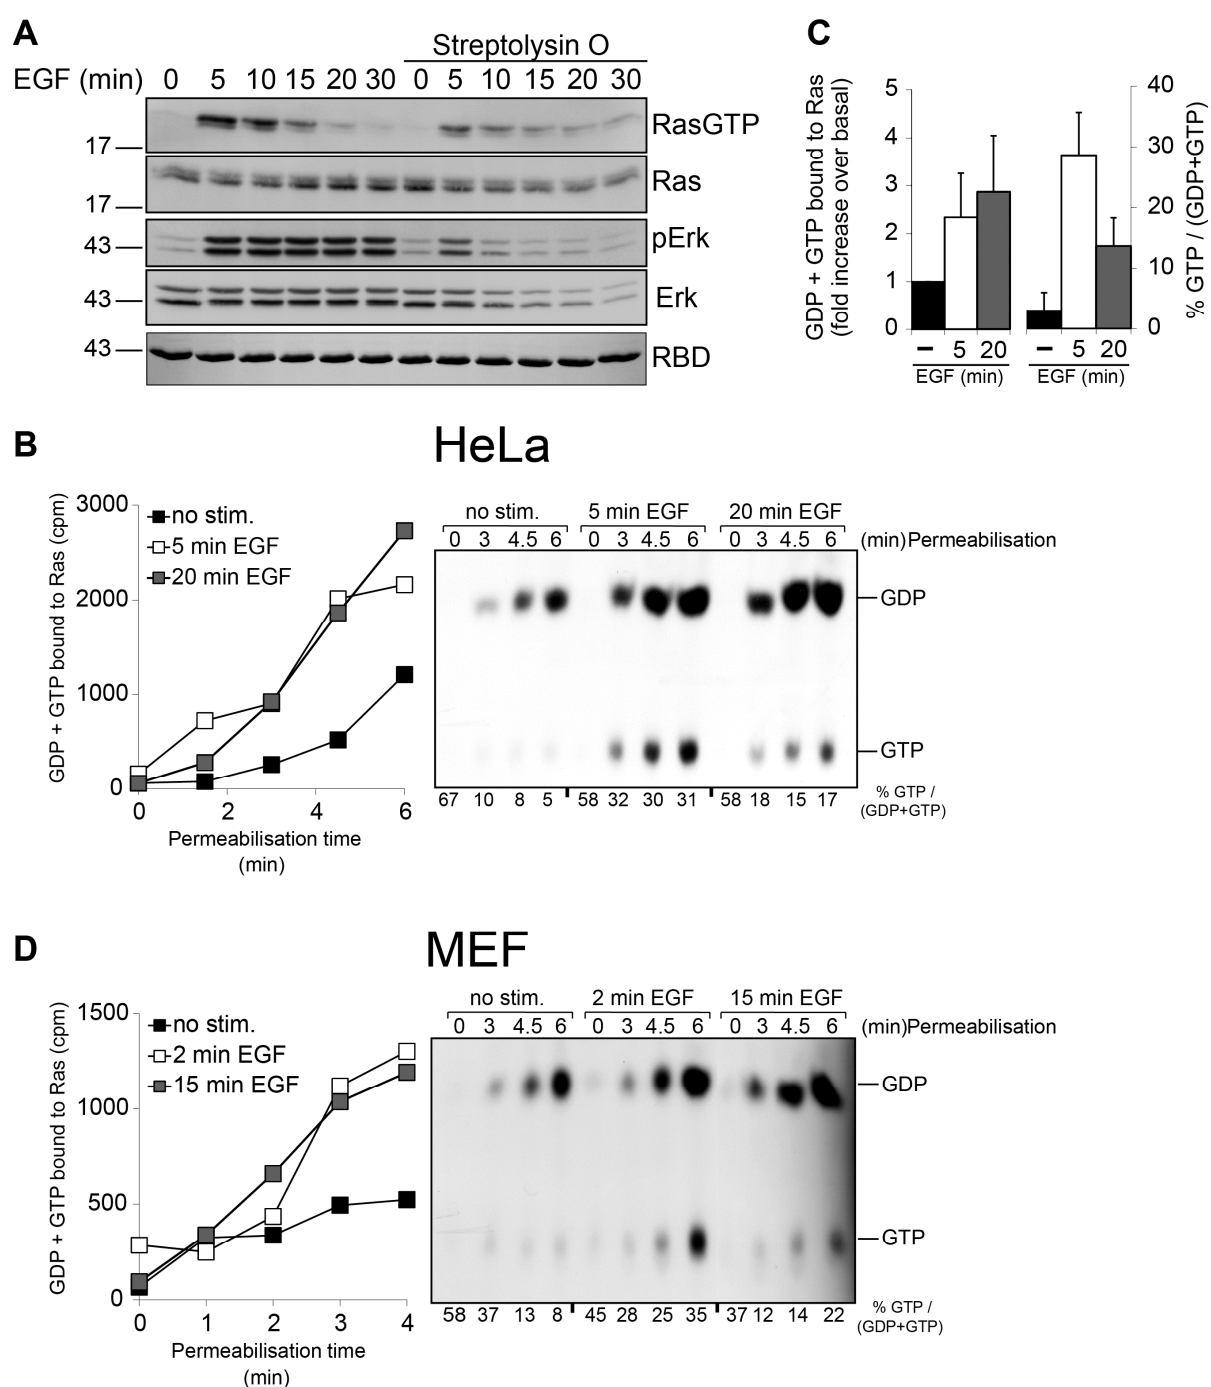 A
Streptolysin O
EGF (min) 0 5 10 15 20 30 0 5 10 15 20 30
RasGTP
17
Ras
17
pErk
43
Erk
43
RBD
43
C
GDP + GTP bound to Ras
(fold increase over basal)
5
4
3
2
1
0
40
30
20
10
0
% GTP / (GDP+GTP)
– 5 20 – 5 20
EGF (min) EGF (min)
B
HeLa
GDP + GTP bound to Ras (cpm)
3000
2000
1000
0
no stim.
5 min EGF
20 min EGF
0 2 4 6
Permeabilisation time
(min)
no stim. 5 min EGF 20 min EGF
0 3 4.5 6 0 3 4.5 6 0 3 4.5 6 (min)Permeabilisation
GDP
GTP
67 10 8 5 58 32 30 31 58 18 15 17 % GTP /
(GDP+GTP)
D
MEF
GDP + GTP bound to Ras (cpm)
1500
1000
500
0
no stim.
2 min EGF
15 min EGF
0 1 2 3 4
Permeabilisation time
(min)
no stim. 2 min EGF 15 min EGF
0 3 4.5 6 0 3 4.5 6 0 3 4.5 6 (min)Permeabilisation
GDP
GTP
58 37 13 8 45 28 25 35 37 12 14 22 % GTP /
(GDP+GTP)